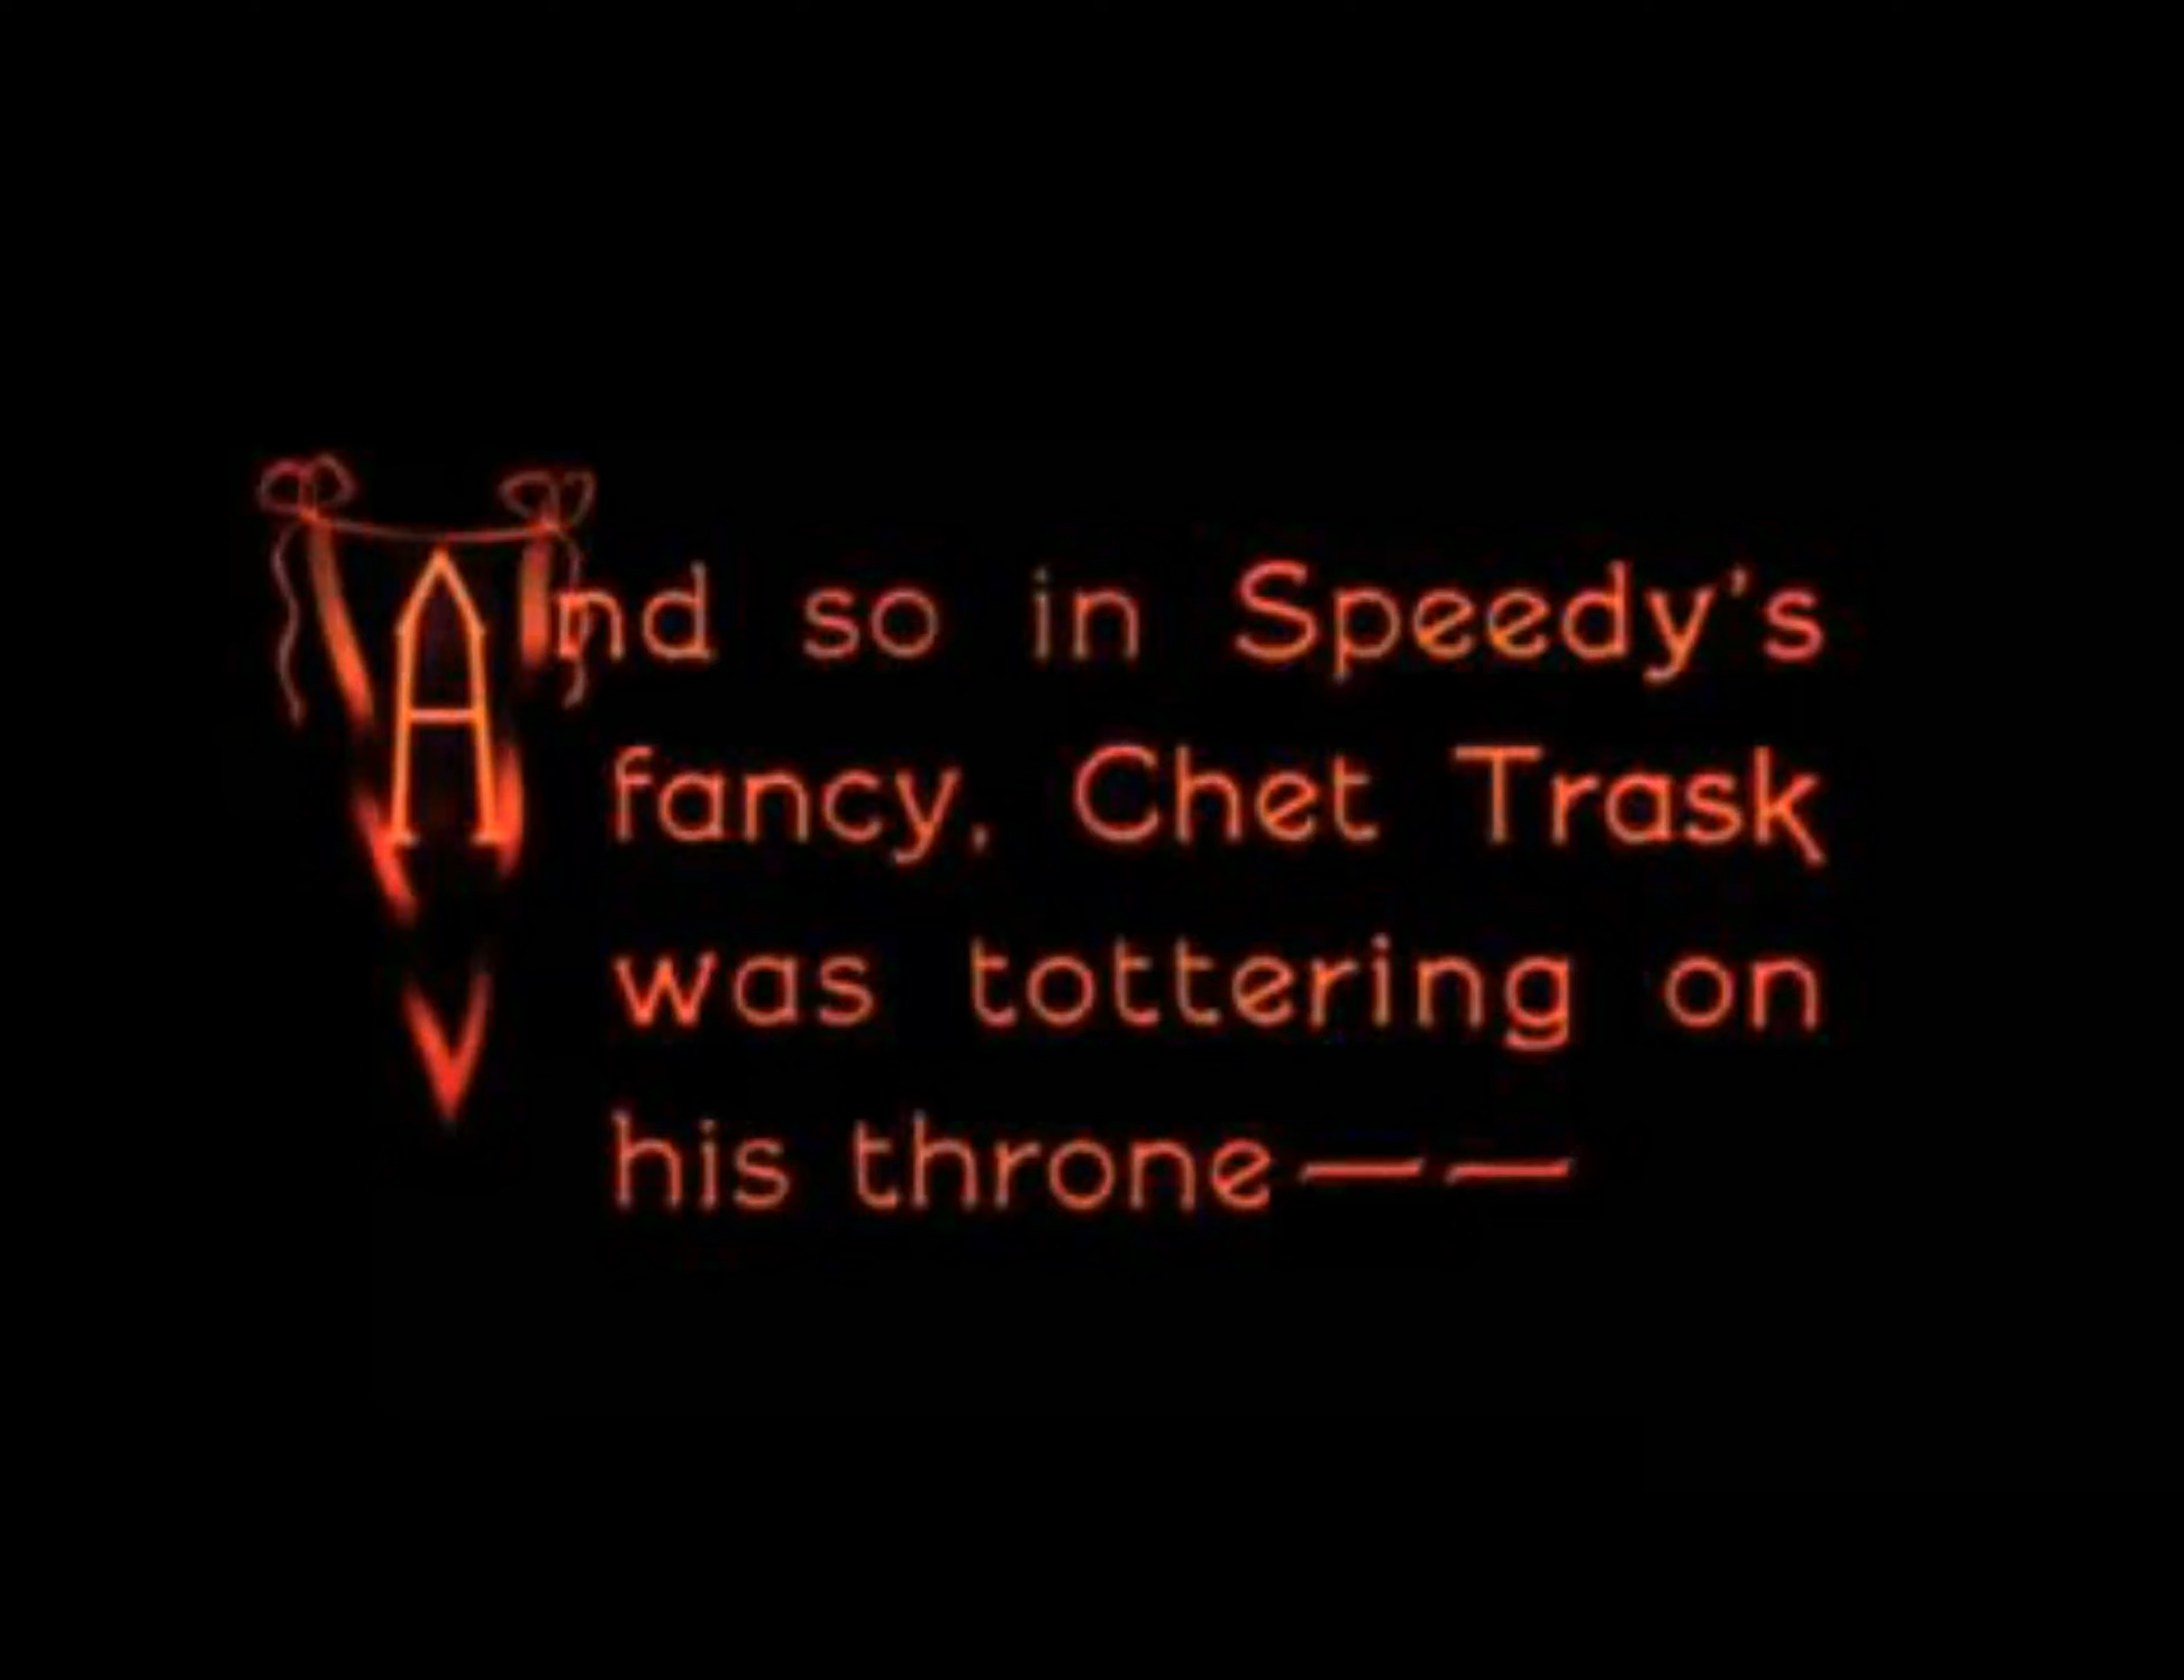 And so in Speedy's
fancy, Chet Trask
was tottering on
his throne——